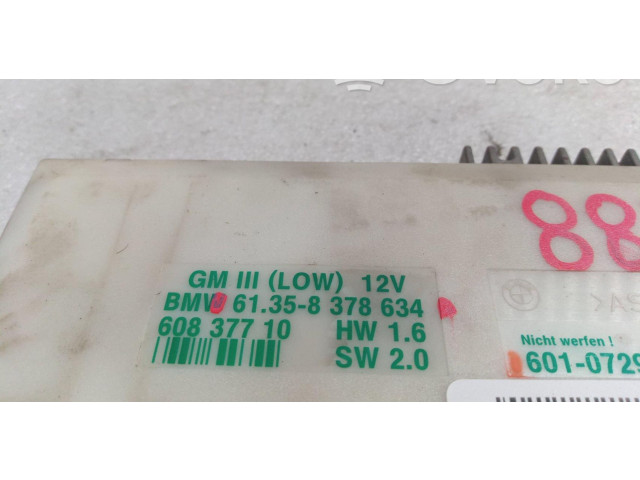 88
GM III (LOW) 12V
BMW 61.35-8 378 634
608 377 10 HW 1.6
SW 2.0
>AS
Nicht werfen !
601-0729